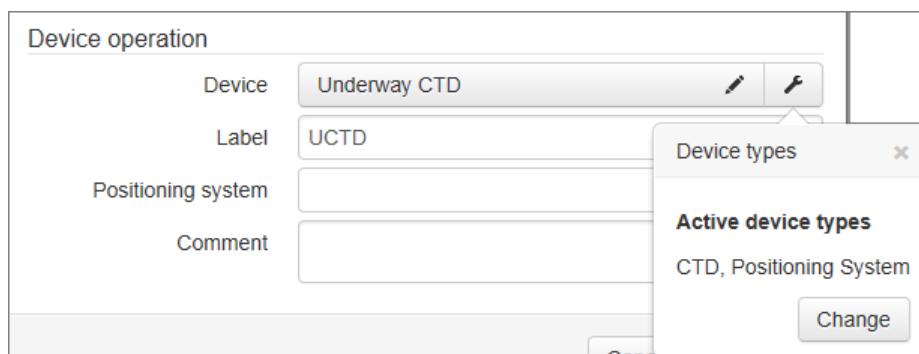 Device operation
Device Underway CTD
Label UCTD
Positioning system
Comment
Device types ×
Active device types
CTD, Positioning System
Change